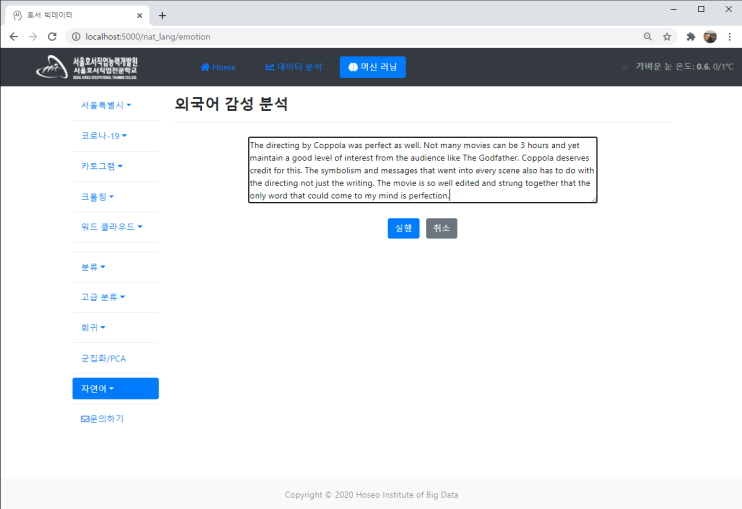 호서 빅데이터
localhost:5000/nat_lang/emotion
서울호서직업능력개발원
서울호서직업전문학교
Home
데이터 분석
머신 러닝
가벼운 눈 온도: 0.6, 0/1℃
서울특별시
코로나-19
카토그램
크롤링
워드 클라우드
분류
고급 분류
회귀
군집화/PCA
자연어
문의하기
외국어 감성 분석
The directing by Coppola was perfect as well. Not many movies can be 3 hours and yet
maintain a good level of interest from the audience like The Godfather. Coppola deserves
credit for this. The symbolism and messages that went into every scene also has to do with
the directing not just the writing. The movie is so well edited and strung together that the
only word that could come to my mind is perfection.
실행
취소
Copyright © 2020 Hoseo Institute of Big Data